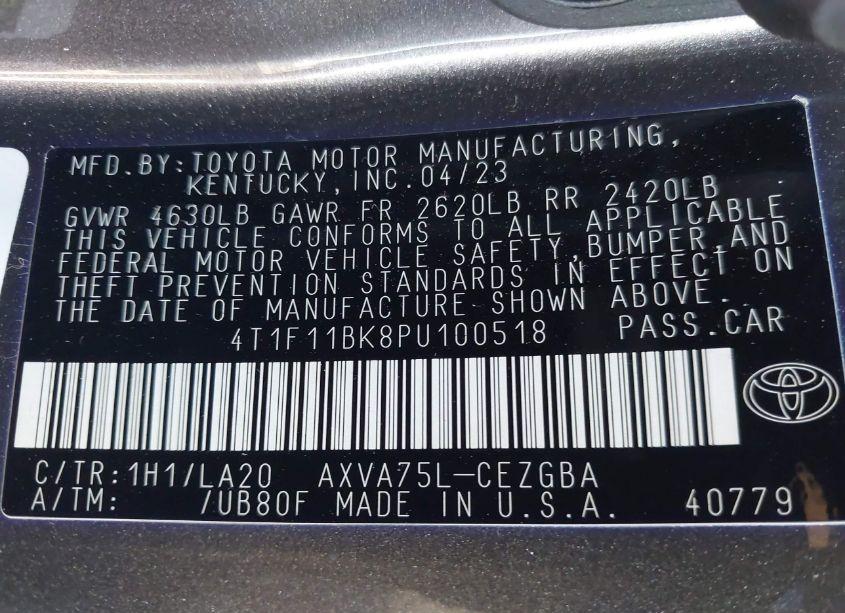 MFD.BY:TOYOTA MOTOR MANUFACTURING,
KENTUCKY,INC.04/23
GVWR 4630LB GAWR FR 2620LB RR 2420LB
THIS VEHICLE CONFORMS TO ALL APPLICABLE
FEDERAL MOTOR VEHICLE SAFETY,BUMPER,AND
THEFT PREVENTION STANDARDS IN EFFECT ON
THE DATE OF MANUFACTURE SHOWN ABOVE.
4T1F11BK8PU100518 PASS.CAR
C/TR:1H1/LA20 AXVA75L-CEZGBA
A/TM: /UB80F MADE IN U.S.A. 40779